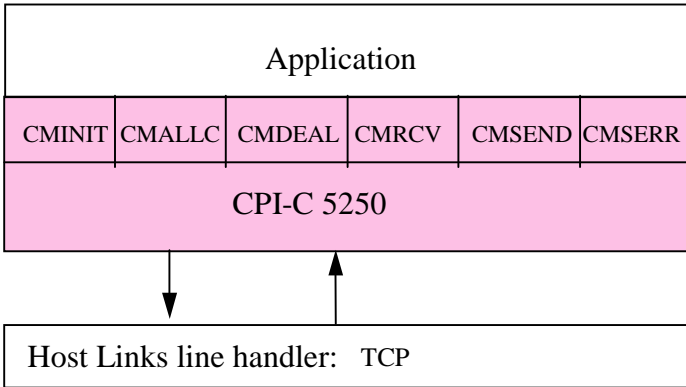 Application
CMINIT CMALLC CMDEAL CMRCV CMSEND CMSERR
CPI-C 5250
Host Links line handler: TCP